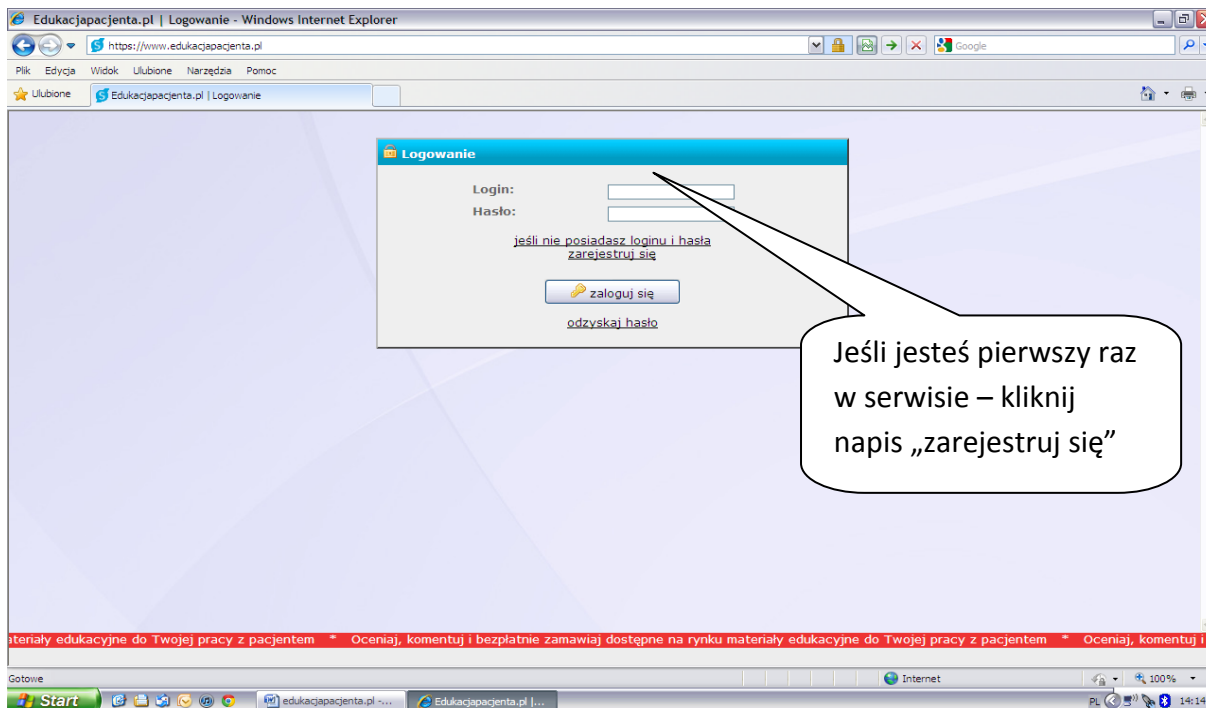 Edukacjapacjenta.pl | Logowanie - Windows Internet Explorer
https://www.edukacjapacjenta.pl
Google
Plik Edycja Widok Ulubione Narzędzia Pomoc
Ulubione
Edukacjapacjenta.pl | Logowanie
Logowanie
Login:
Hasło:
jeśli nie posiadasz loginu i hasła
zarejestruj się
zaloguj się
odzyskaj hasło
Jeśli jesteś pierwszy raz
w serwisie – kliknij
napis „zarejestruj się”
ateriały edukacyjne do Twojej pracy z pacjentem * Oceniaj, komentuj i bezpłatnie zamawiaj dostępne na rynku materiały edukacyjne do Twojej pracy z pacjentem * Oceniaj, komentuj i
Gotowe
Internet
100%
Start
edukacjapacjenta.pl -...
Edukacjapacjenta.pl |...
PL
14:14